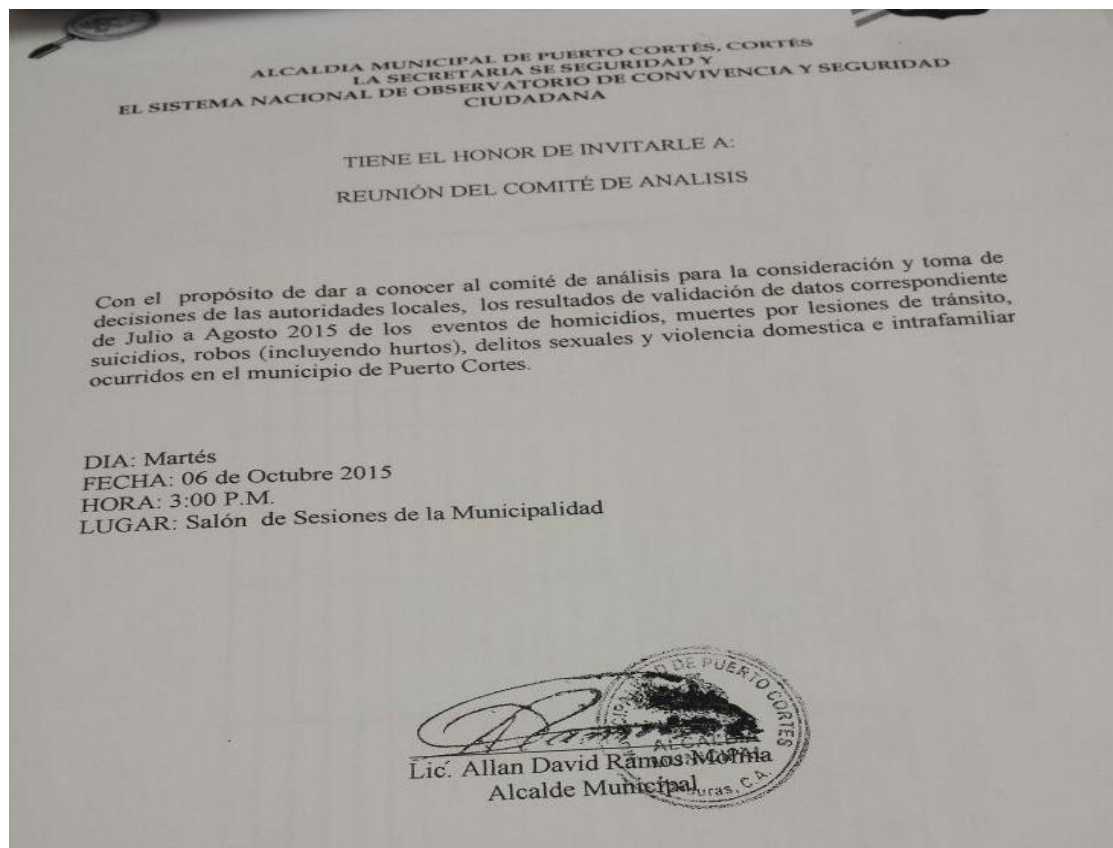 ALCALDIA MUNICIPAL DE PUERTO CORTÉS, CORTÉS
LA SECRETARIA SE SEGURIDAD Y
EL SISTEMA NACIONAL DE OBSERVATORIO DE CONVIVENCIA Y SEGURIDAD
CIUDADANA
TIENE EL HONOR DE INVITARLE A:
REUNIÓN DEL COMITÉ DE ANALISIS
Con el propósito de dar a conocer al comité de análisis para la consideración y toma de
decisiones de las autoridades locales, los resultados de validación de datos correspondiente
de Julio a Agosto 2015 de los eventos de homicidios, muertes por lesiones de tránsito,
suicidios, robos (incluyendo hurtos), delitos sexuales y violencia domestica e intrafamiliar
ocurridos en el municipio de Puerto Cortes.
DIA: Martés
FECHA: 06 de Octubre 2015
HORA: 3:00 P.M.
LUGAR: Salón de Sesiones de la Municipalidad
DE PUERTO CORTES
ALCALDIA
Lic. Allan David Ramos Molina
Alcalde Municipal
C.A.